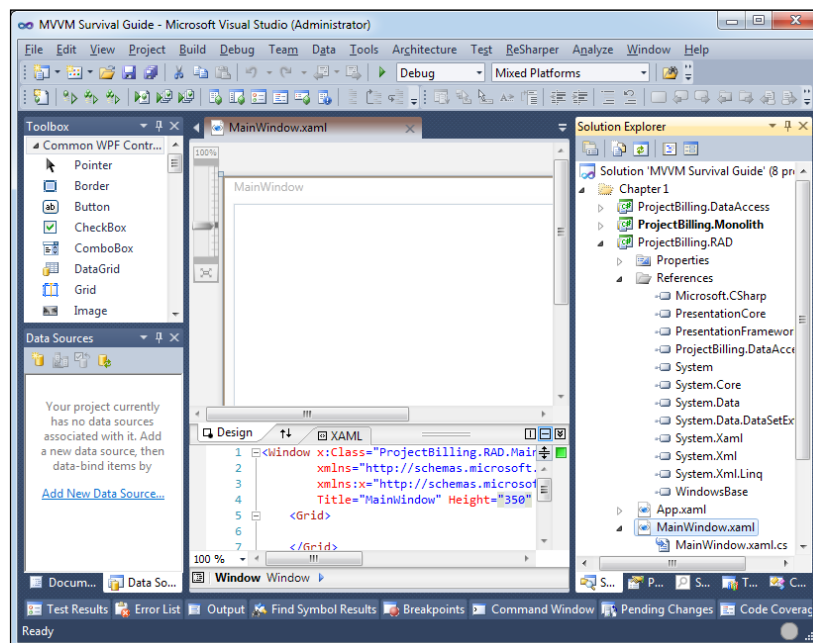 MVVM Survival Guide - Microsoft Visual Studio (Administrator)
File Edit View Project Build Debug Team Data Tools Architecture Test ReSharper Analyze Window Help
Debug Mixed Platforms
Toolbox
Common WPF Contr...
Pointer
Border
Button
CheckBox
ComboBox
DataGrid
Grid
Image
Data Sources
Your project currently
has no data sources
associated with it. Add
a new data source, then
data-bind items by
Add New Data Source...
Docum... Data So...
MainWindow.xaml
100%
MainWindow
Design XAML
1 <Window x:Class="ProjectBilling.RAD.Main
2 xmlns="http://schemas.microsoft.
3 xmlns:x="http://schemas.microsof
4 Title="MainWindow" Height="350"
5 <Grid>
6
7 </Grid>
100 %
Window Window
Solution Explorer
Solution 'MVVM Survival Guide' (8 pr
Chapter1
ProjectBilling.DataAccess
ProjectBilling.Monolith
ProjectBilling.RAD
Properties
References
Microsoft.CSharp
PresentationCore
PresentationFramewor
ProjectBilling.DataAcce
System
System.Core
System.Data
System.Data.DataSetEx
System.Xaml
System.Xml
System.Xml.Linq
WindowsBase
App.xaml
MainWindow.xaml
MainWindow.xaml.cs
S... P... S... T... C...
Test Results Error List Output Find Symbol Results Breakpoints Command Window Pending Changes Code Coverag
Ready